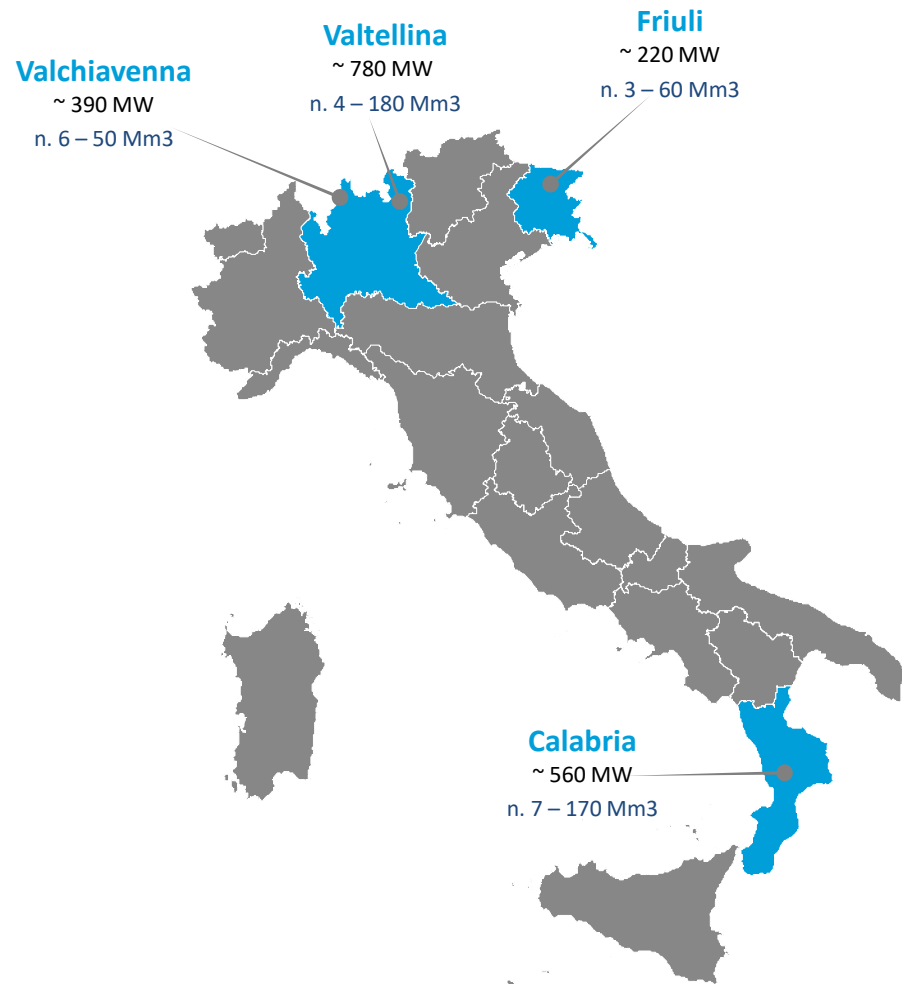 Valchiavenna
~ 390 MW
n. 6 – 50 Mm3
Valtellina
~ 780 MW
n. 4 – 180 Mm3
Friuli
~ 220 MW
n. 3 – 60 Mm3
Calabria
~ 560 MW
n. 7 – 170 Mm3